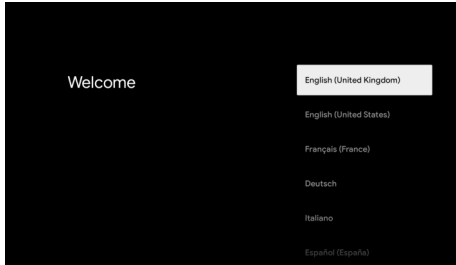 Welcome
English (United Kingdom)
English (United States)
Français (France)
Deutsch
Italiano
Español (España)